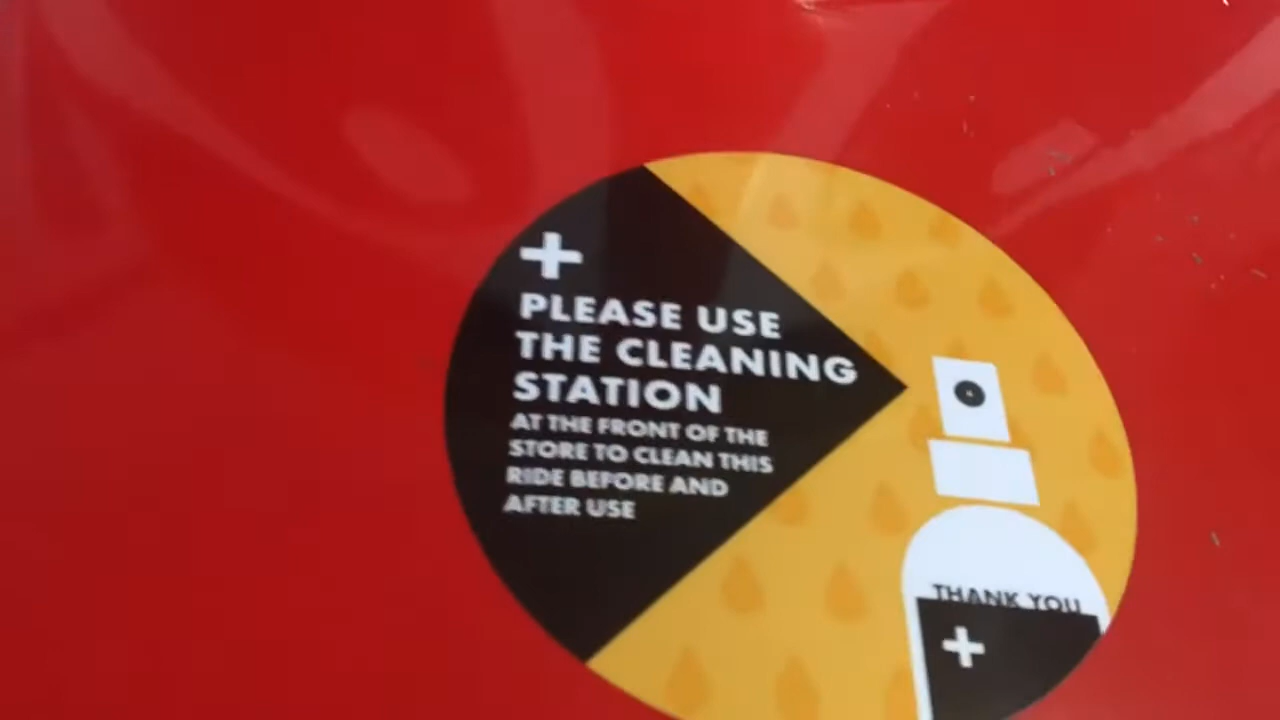 PLEASE USE
THE CLEANING
STATION
AT THE FRONT OF THE
STORE TO CLEAN THIS
RIDE BEFORE AND
AFTER USE
THANK YOU